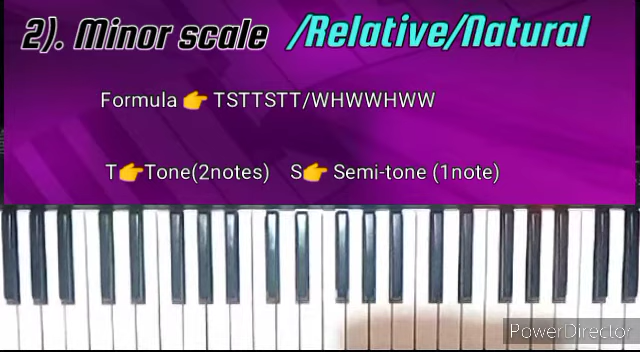 2). Minor scale /Relative/Natural
Formula 👉 TSTTSTT/WHWWHWW
T👉Tone(2notes) S👉 Semi-tone (1note)
PowerDirector